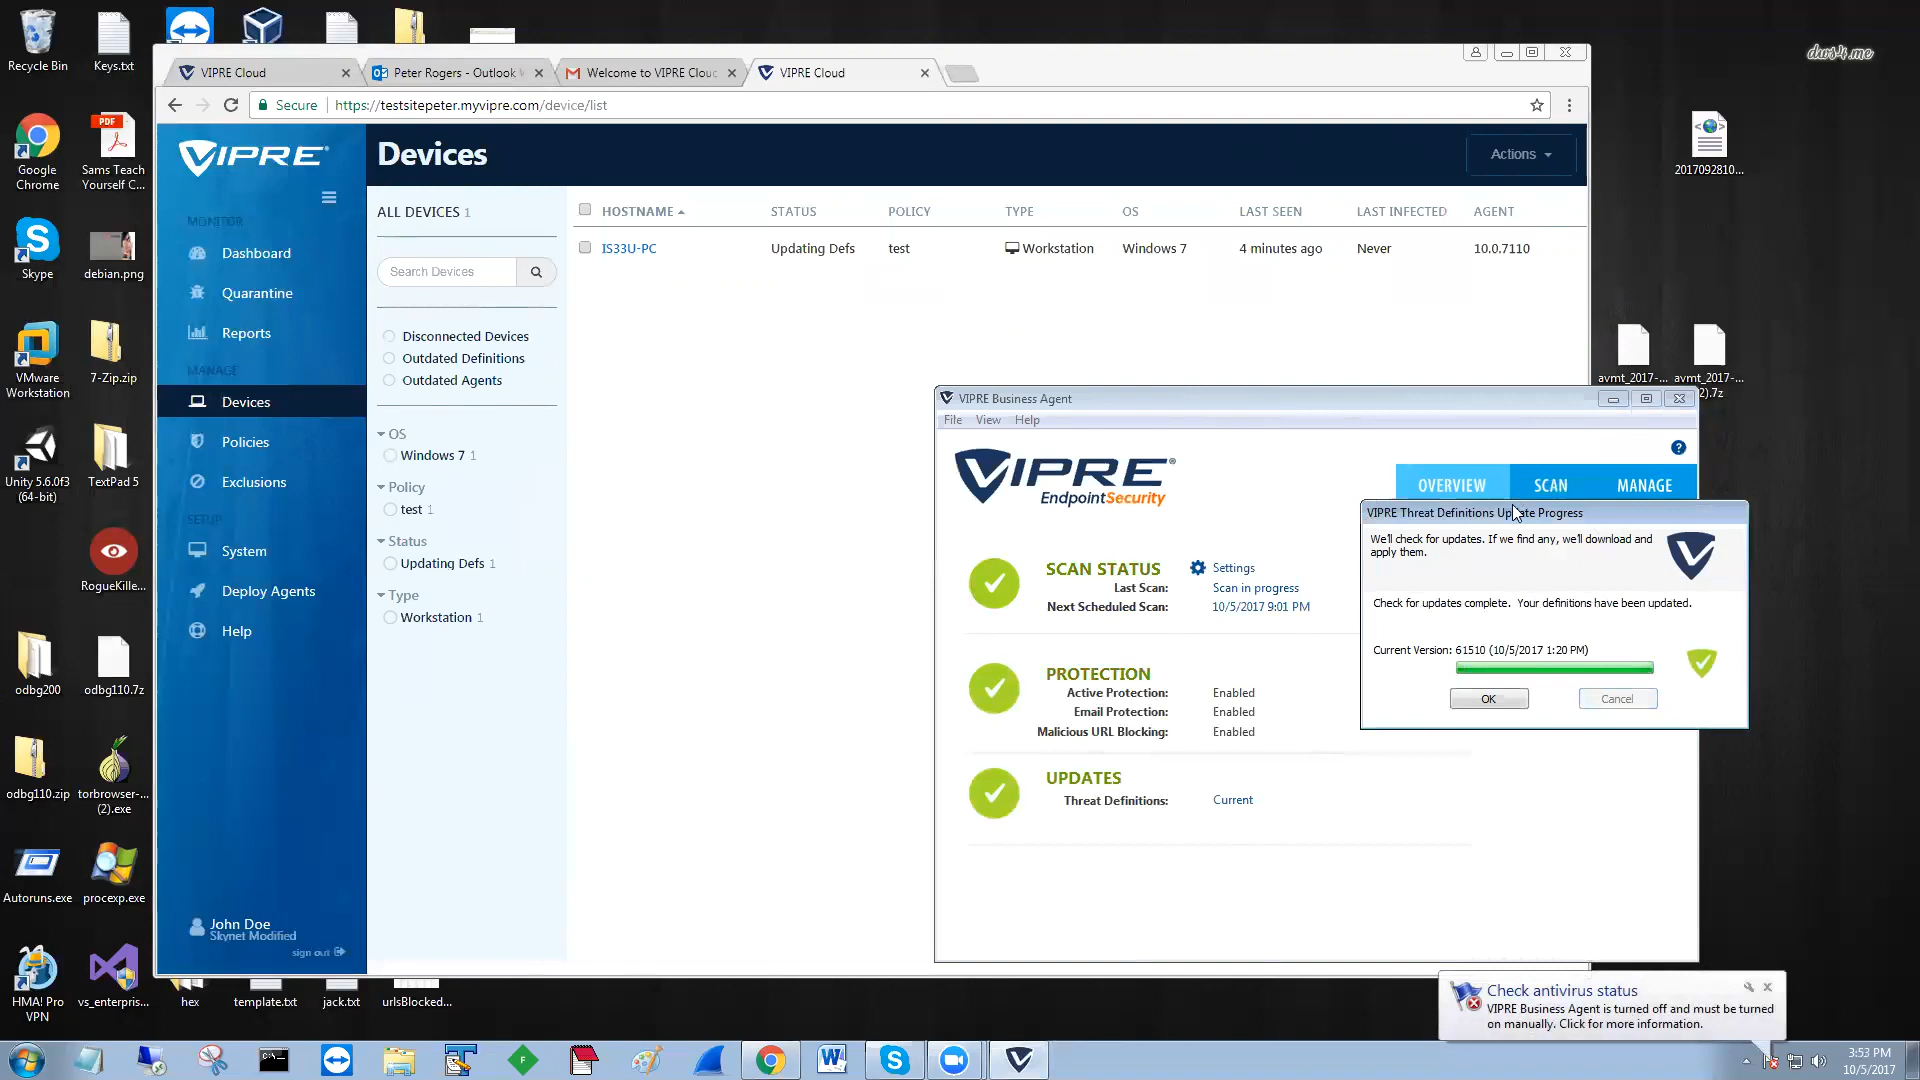 Recycle Bin
Keys.txt
dws4.me
VIPRE Cloud
Peter Rogers - Outlook
Welcome to VIPRE Cloud
VIPRE Cloud
Secure
https://testsitepeter.myvipre.com/device/list
VIPRE
MONITOR
Dashboard
Quarantine
Reports
MANAGE
Devices
Policies
Exclusions
SETUP
System
Deploy Agents
Help
John Doe
Skynet Modified
sign out
Devices
Actions
ALL DEVICES 1
Search Devices
Disconnected Devices
Outdated Definitions
Outdated Agents
OS
Windows 7 1
Policy
test 1
Status
Updating Defs 1
Type
Workstation 1
HOSTNAME STATUS POLICY TYPE OS LAST SEEN LAST INFECTED AGENT
IS33U-PC Updating Defs test Workstation Windows 7 4 minutes ago Never 10.0.7110
VIPRE Business Agent
File View Help
VIPRE®
EndpointSecurity
?
OVERVIEW SCAN MANAGE
SCAN STATUS
Settings
Last Scan: Scan in progress
Next Scheduled Scan: 10/5/2017 9:01 PM
PROTECTION
Active Protection: Enabled
Email Protection: Enabled
Malicious URL Blocking: Enabled
UPDATES
Threat Definitions: Current
VIPRE Threat Definitions Update Progress
We'll check for updates. If we find any, we'll download and
apply them.
Check for updates complete. Your definitions have been updated.
Current Version: 61510 (10/5/2017 1:20 PM)
OK
Cancel
Check antivirus status
VIPRE Business Agent is turned off and must be turned
on manually. Click for more information.
Google
Chrome
PDF
Sams Teach
Yourself C...
Skype
debian.png
VMware
Workstation
7-Zip.zip
Unity 5.6.0f3
(64-bit)
TextPad 5
RogueKille...
odbg200
odbg110.7z
odbg110.zip
torbrowser-...
(2).exe
Autoruns.exe
procexp.exe
HMA! Pro
VPN
vs_enterpris...
hex
template.txt
jack.txt
urlsBlocked...
2017092810...
avmt_2017-...
avmt_2017-...
2).7z
3:53 PM
10/5/2017